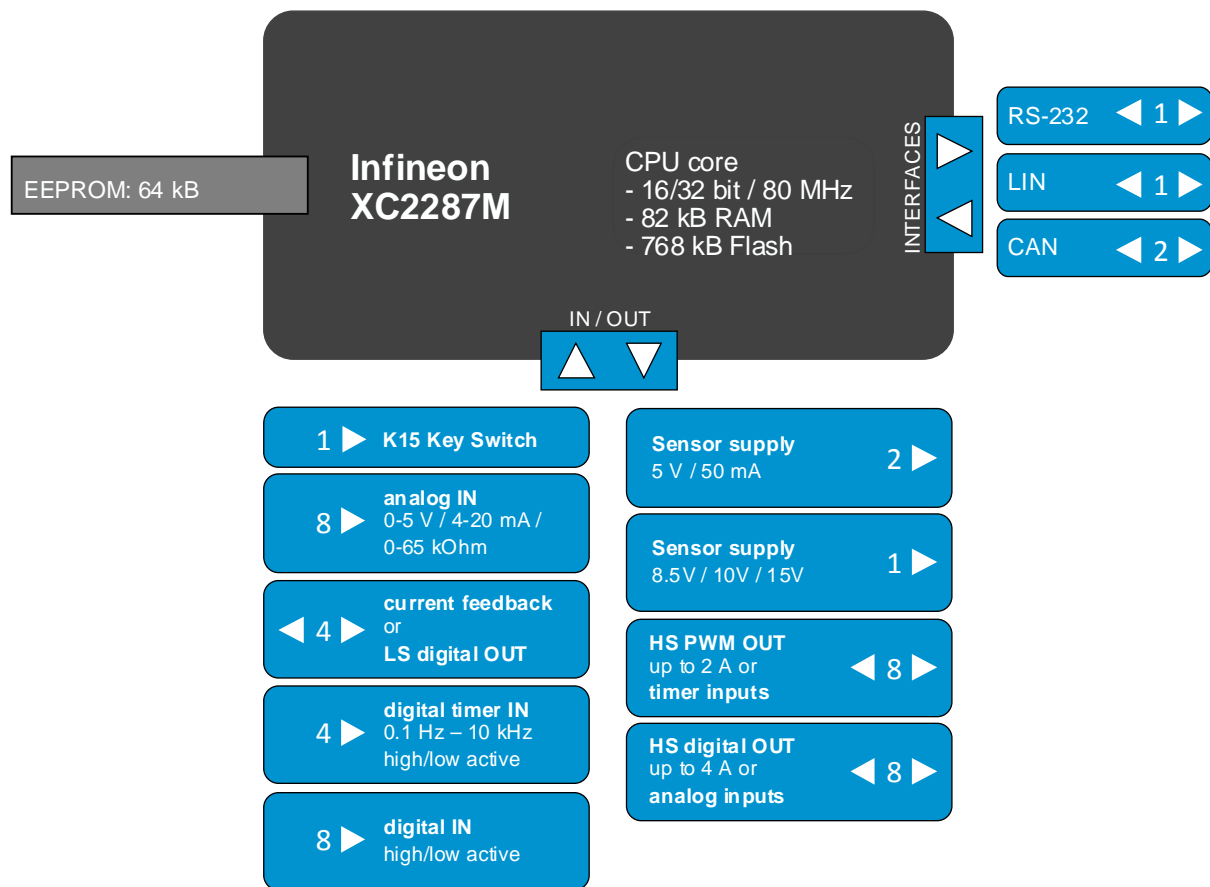 EEPROM: 64 kB
Infineon
XC2287M
CPU core
- 16/32 bit / 80 MHz
- 82 kB RAM
- 768 kB Flash
INTERFACES
RS-232 1
LIN 1
CAN 2
IN / OUT
1 K15 Key Switch
8 analog IN
0-5 V / 4-20 mA /
0-65 kOhm
4 current feedback
or
LS digital OUT
4 digital timer IN
0.1 Hz – 10 kHz
high/low active
8 digital IN
high/low active
Sensor supply 2
5 V / 50 mA
Sensor supply 1
8.5V / 10V / 15V
HS PWM OUT
up to 2 A or 8
timer inputs
HS digital OUT
up to 4 A or 8
analog inputs